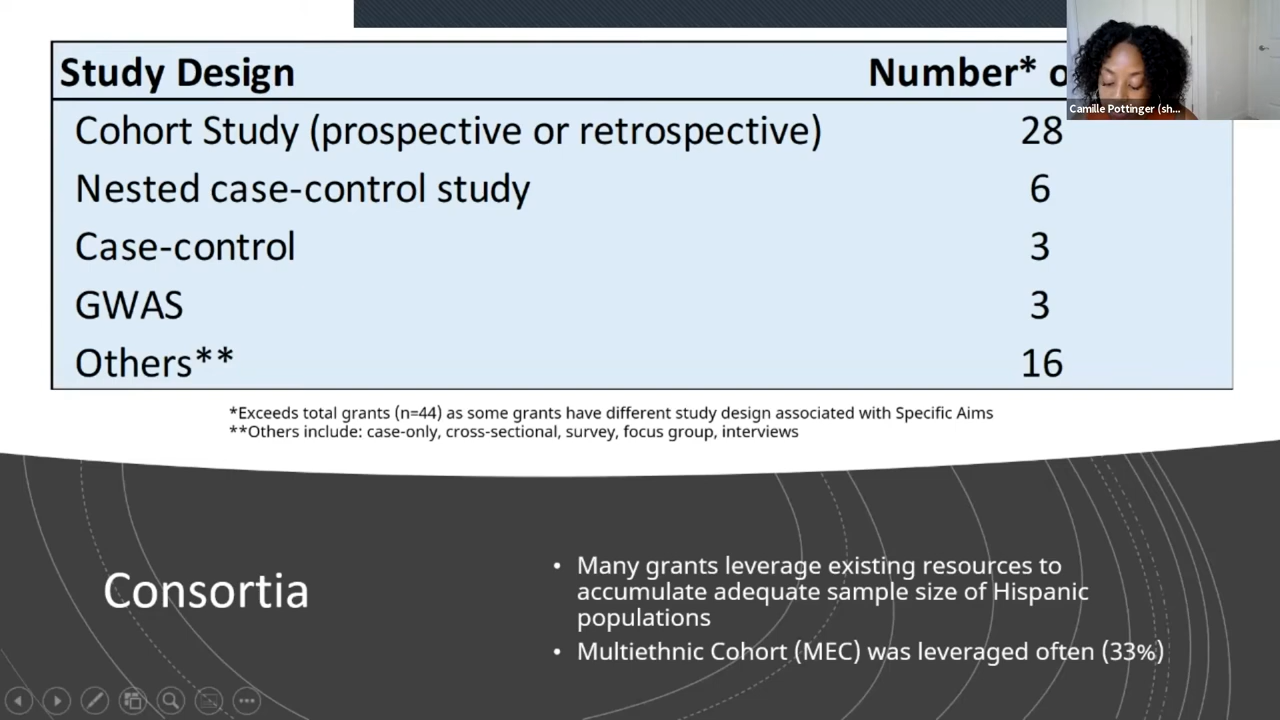 Study Design Number* o
Camille Pottinger (sh...
Cohort Study (prospective or retrospective) 28
Nested case-control study 6
Case-control 3
GWAS 3
Others** 16
*Exceeds total grants (n=44) as some grants have different study design associated with Specific Aims
**Others include: case-only, cross-sectional, survey, focus group, interviews
Consortia
• Many grants leverage existing resources to
accumulate adequate sample size of Hispanic
populations
• Multiethnic Cohort (MEC) was leveraged often (33%)